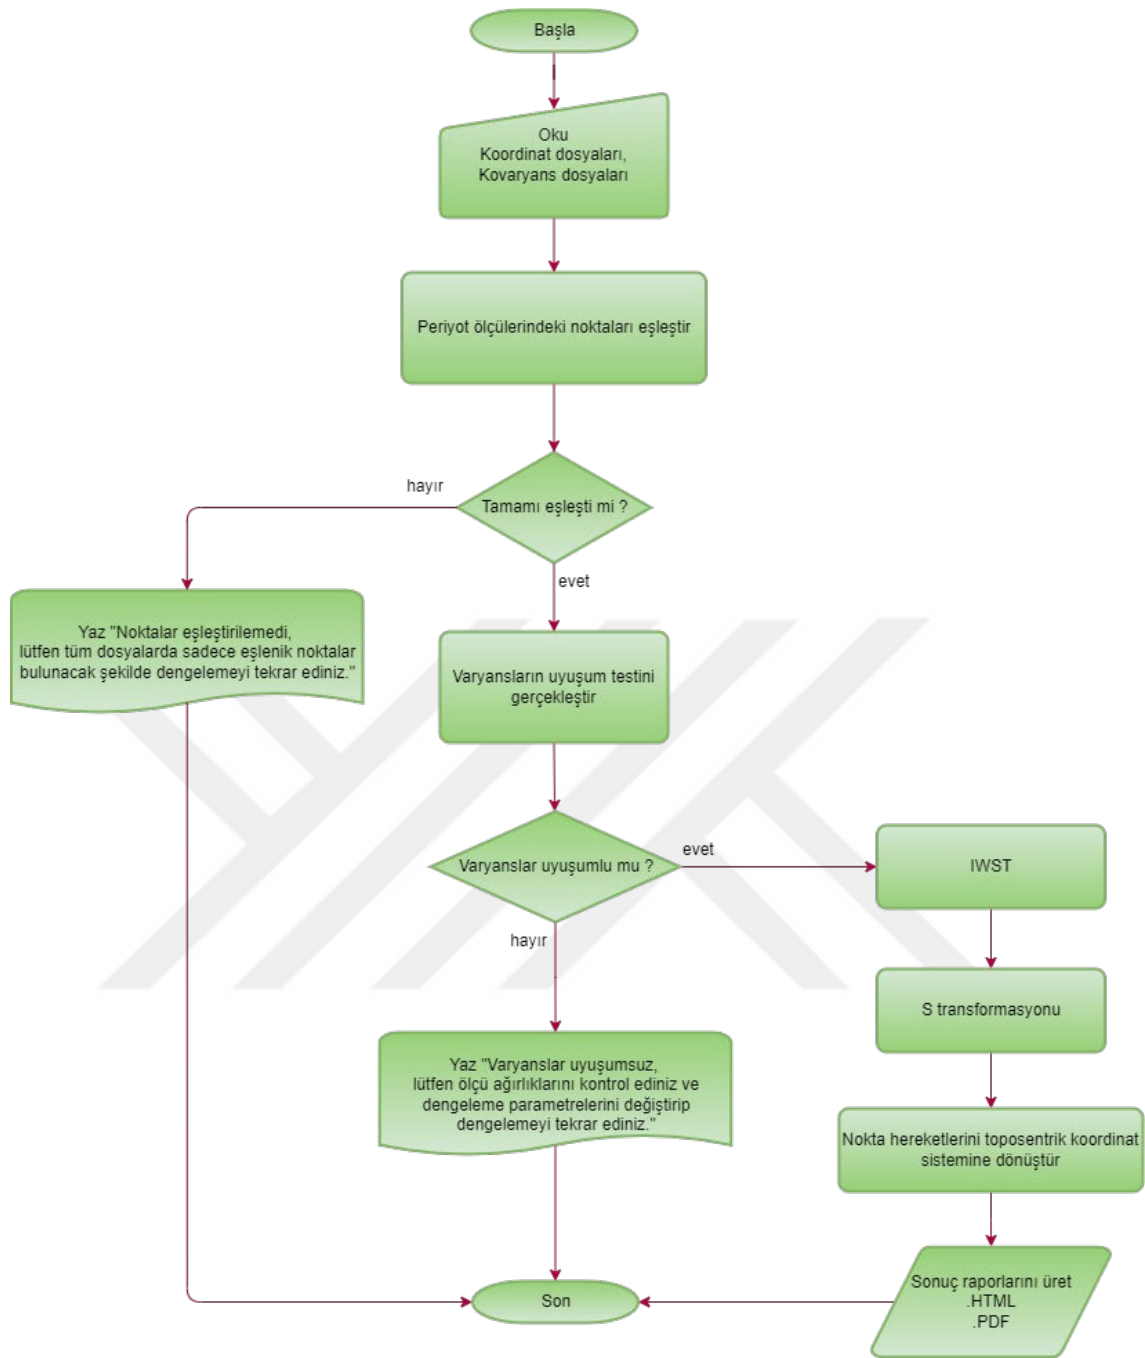 Başla
Oku
Koordinat dosyaları,
Kovaryans dosyaları
Periyot ölçülerindeki noktaları eşleştir
Tamamı eşleşti mi ?
hayır
evet
Yaz "Noktalar eşleştirilemedi,
lütfen tüm dosyalarda sadece eşlenik noktalar
bulunacak şekilde dengelemeyi tekrar ediniz."
Varyansların uyuşum testini
gerçekleştir
Varyanslar uyuşumlu mu ?
evet
hayır
IWST
S transformasyonu
Yaz "Varyanslar uyuşumsuz,
lütfen ölçü ağırlıklarını kontrol ediniz ve
dengeleme parametrelerini değiştirip
dengelemeyi tekrar ediniz."
Nokta hereketlerini toposentrik koordinat
sistemine dönüştür
Sonuç raporlarını üret
.HTML
.PDF
Son